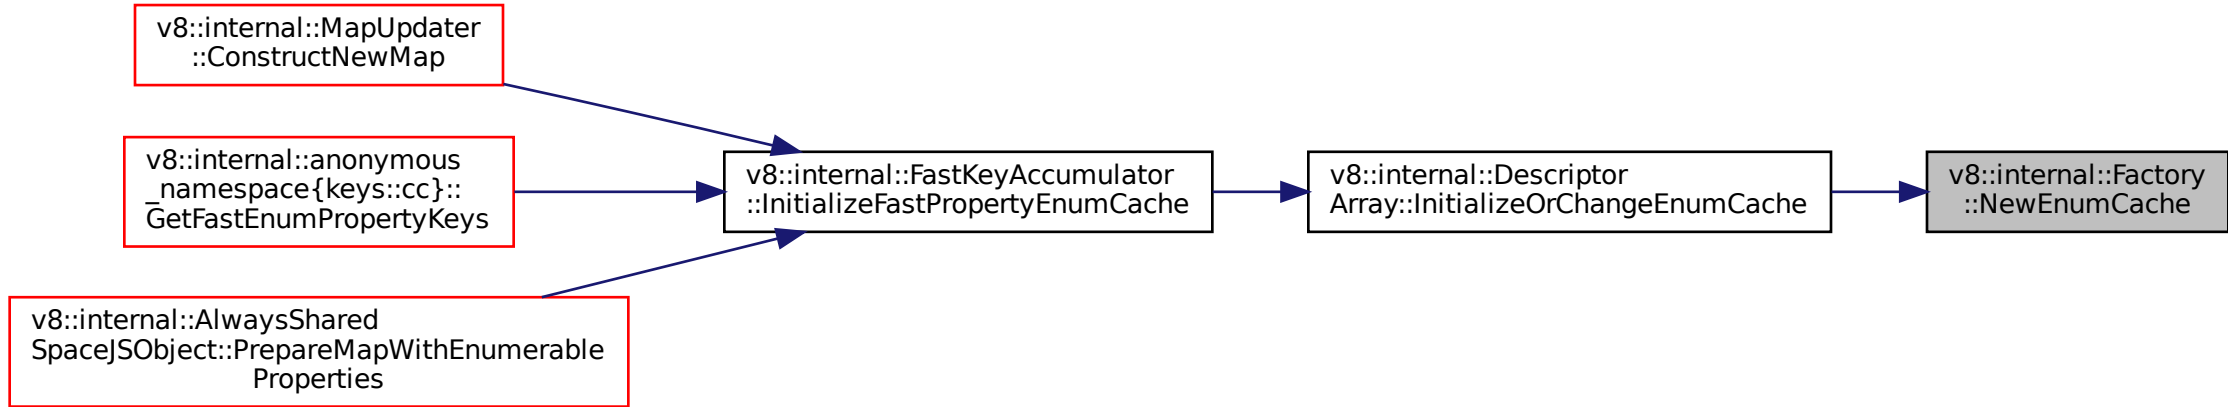 v8::internal::MapUpdater
::ConstructNewMap
v8::internal::anonymous
_namespace{keys::cc}::
GetFastEnumPropertyKeys
v8::internal::AlwaysShared
SpaceJSObject::PrepareMapWithEnumerable
Properties
v8::internal::FastKeyAccumulator
::InitializeFastPropertyEnumCache
v8::internal::Descriptor
Array::InitializeOrChangeEnumCache
v8::internal::Factory
::NewEnumCache